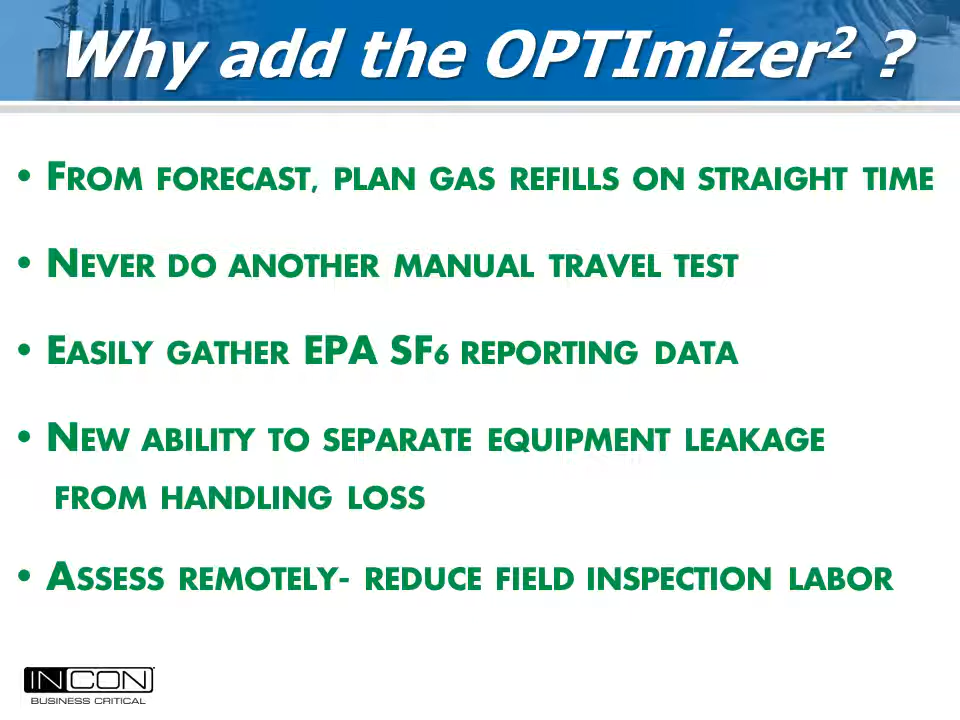 Why add the OPTImizer² ?
• From forecast, plan gas refills on straight time
• Never do another manual travel test
• Easily gather EPA SF₆ reporting data
• New ability to separate equipment leakage
from handling loss
• Assess remotely- reduce field inspection labor
INCON
BUSINESS CRITICAL